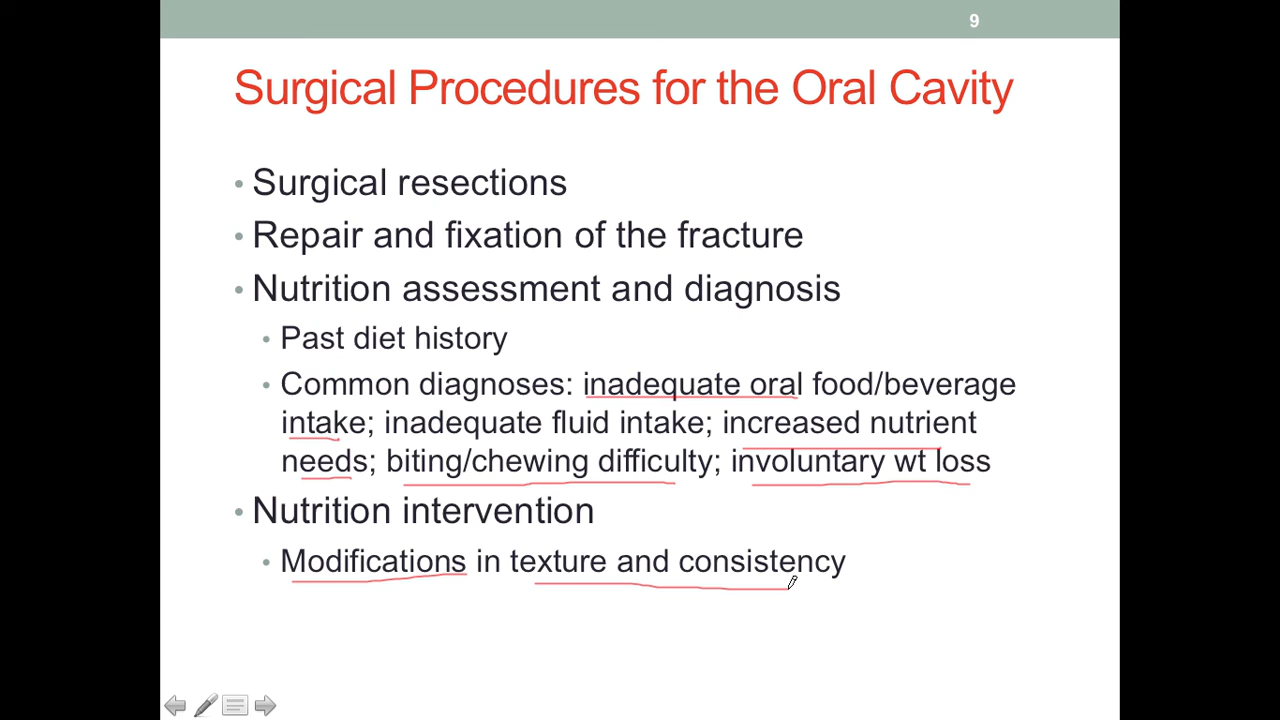 9
Surgical Procedures for the Oral Cavity
• Surgical resections
• Repair and fixation of the fracture
• Nutrition assessment and diagnosis
• Past diet history
• Common diagnoses: inadequate oral food/beverage
intake; inadequate fluid intake; increased nutrient
needs; biting/chewing difficulty; involuntary wt loss
• Nutrition intervention
• Modifications in texture and consistency